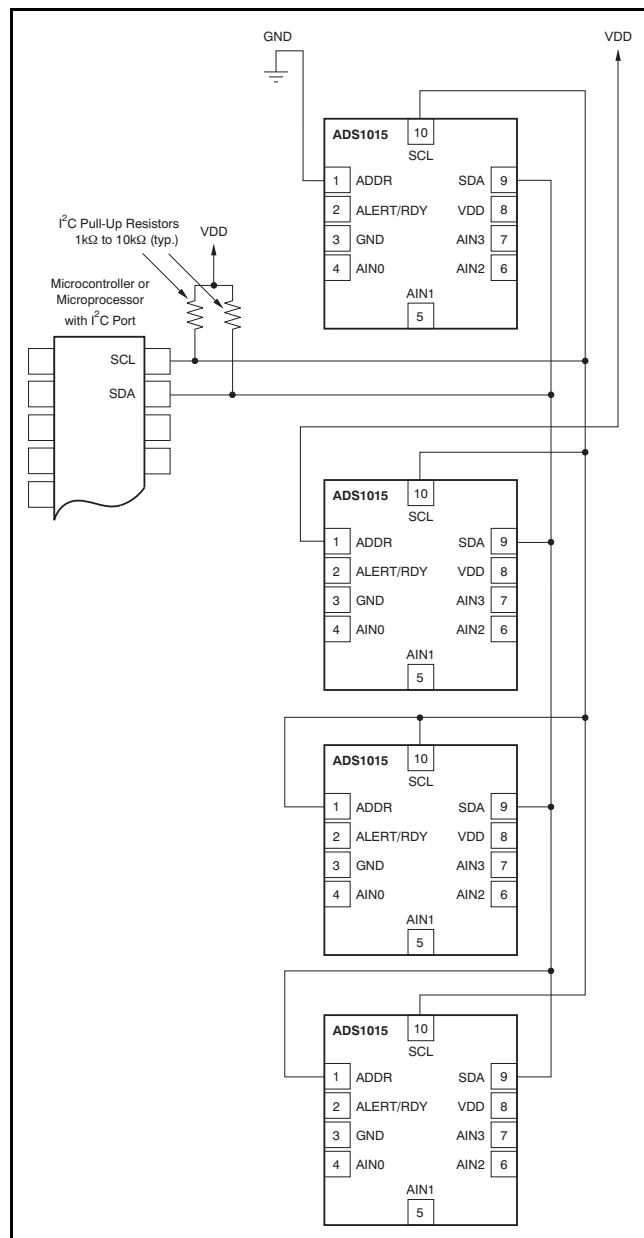 GND
VDD
ADS1015
10
SCL
1 ADDR
SDA 9
2 ALERT/RDY
VDD 8
3 GND
AIN3 7
4 AIN0
AIN2 6
AIN1
5
I²C Pull-Up Resistors
1kΩ to 10kΩ (typ.)
VDD
Microcontroller or
Microprocessor
with I²C Port
SCL
SDA
ADS1015
10
SCL
1 ADDR
SDA 9
2 ALERT/RDY
VDD 8
3 GND
AIN3 7
4 AIN0
AIN2 6
AIN1
5
ADS1015
10
SCL
1 ADDR
SDA 9
2 ALERT/RDY
VDD 8
3 GND
AIN3 7
4 AIN0
AIN2 6
AIN1
5
ADS1015
10
SCL
1 ADDR
SDA 9
2 ALERT/RDY
VDD 8
3 GND
AIN3 7
4 AIN0
AIN2 6
AIN1
5